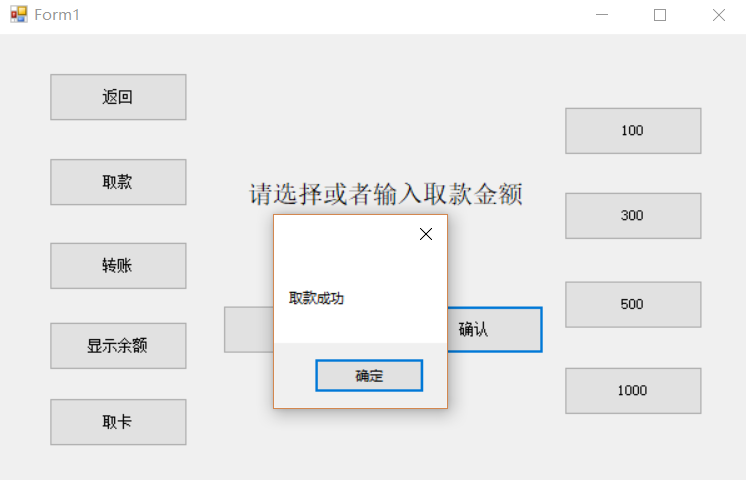 Form1
返回
取款
转账
显示余额
取卡
请选择或者输入取款金额
取款成功
确定
确认
100
300
500
1000